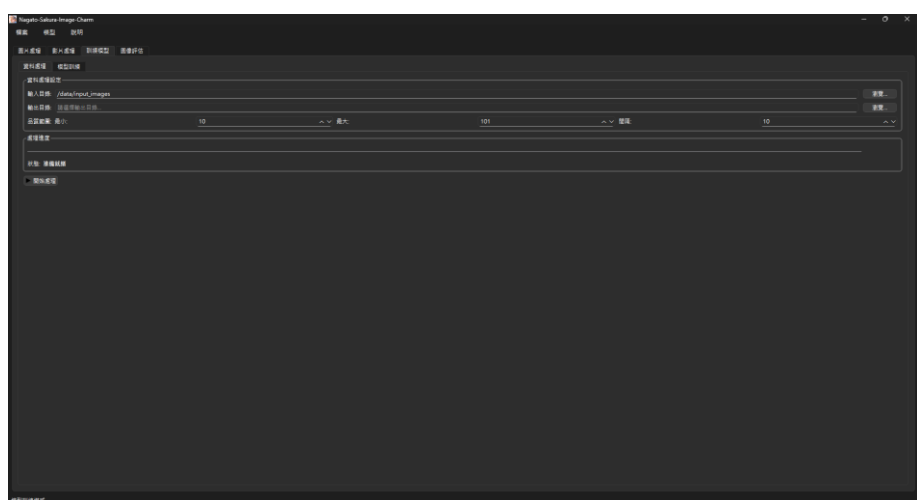 Nagato-Sakura-Image-Charm
檔案 模型 說明
圖片處理 影片處理 訓練模型 圖像評估
資料處理 模型訓練
資料處理設定
輸入目錄: /data/input_images 瀏覽...
輸出目錄: 請選擇輸出目錄... 瀏覽...
品質範圍: 最小: 10 最大: 101 間隔: 10
處理進度
狀態: 準備就緒
開始處理